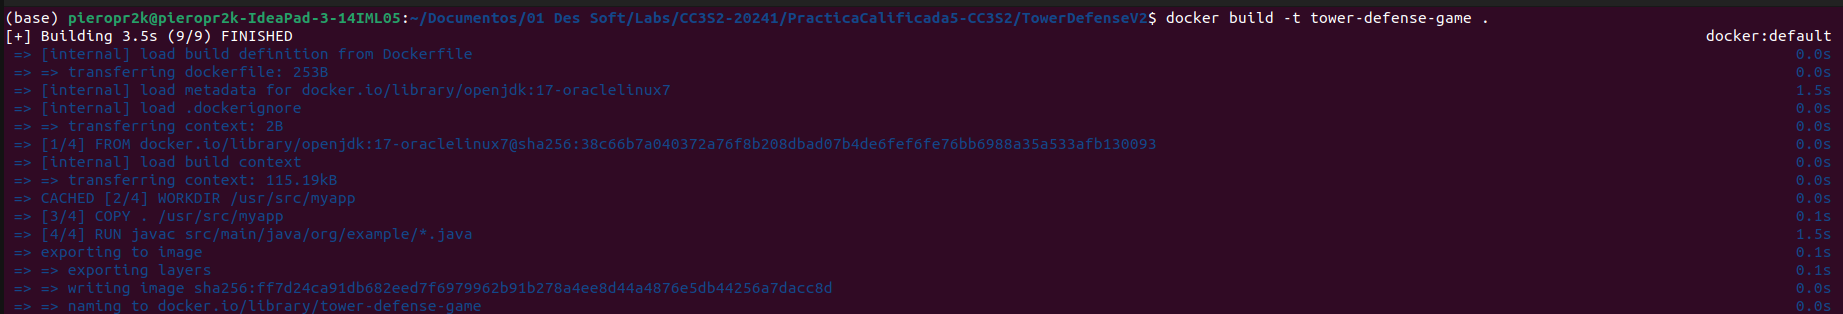 (base) pieropr2k@pieropr2k-IdeaPad-3-14IML05:~/Documentos/01 Des Soft/Labs/CC3S2-20241/PracticaCalificada5-CC3S2/TowerDefenseV2$ docker build -t tower-defense-game .
[+] Building 3.5s (9/9) FINISHED docker:default
=> [internal] load build definition from Dockerfile 0.0s
=> => transferring dockerfile: 253B 0.0s
=> [internal] load metadata for docker.io/library/openjdk:17-oraclelinux7 1.5s
=> [internal] load .dockerignore 0.0s
=> => transferring context: 2B 0.0s
=> [1/4] FROM docker.io/library/openjdk:17-oraclelinux7@sha256:38c66b7a040372a76f8b208dbad07b4de6fef6fe76bb6988a35a533afb130093 0.0s
=> [internal] load build context 0.0s
=> => transferring context: 115.19kB 0.0s
=> CACHED [2/4] WORKDIR /usr/src/myapp 0.0s
=> [3/4] COPY . /usr/src/myapp 0.1s
=> [4/4] RUN javac src/main/java/org/example/*.java 1.5s
=> exporting to image 0.1s
=> => exporting layers 0.1s
=> => writing image sha256:ff7d24ca91db682eed7f6979962b91b278a4ee8d44a4876e5db44256a7dacc8d 0.0s
=> => naming to docker.io/library/tower-defense-game 0.0s